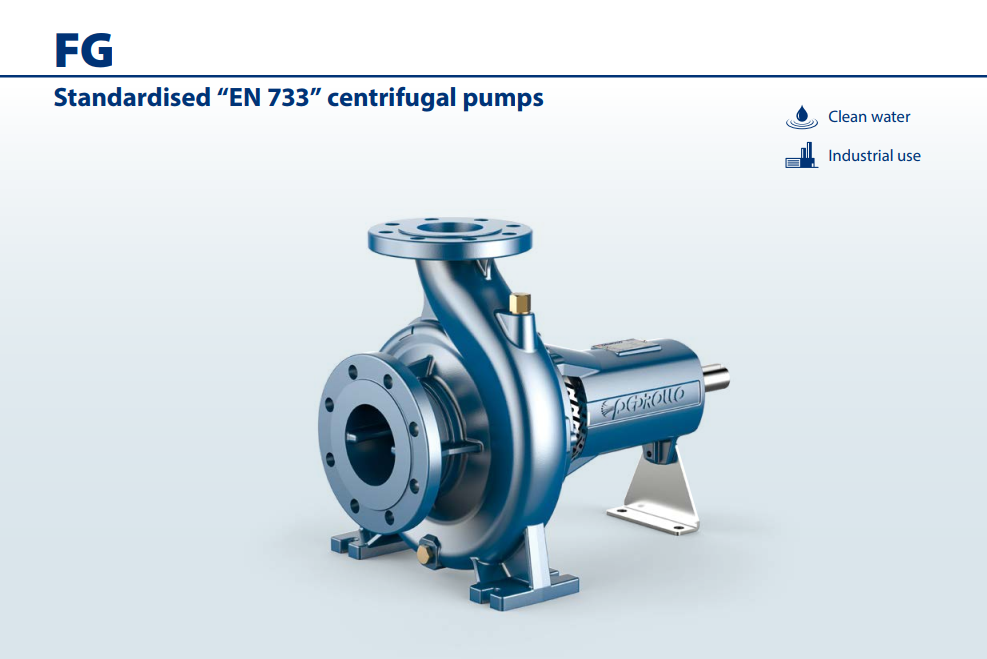 FG
Standardised “EN 733” centrifugal pumps
Clean water
Industrial use
PEDROLLO